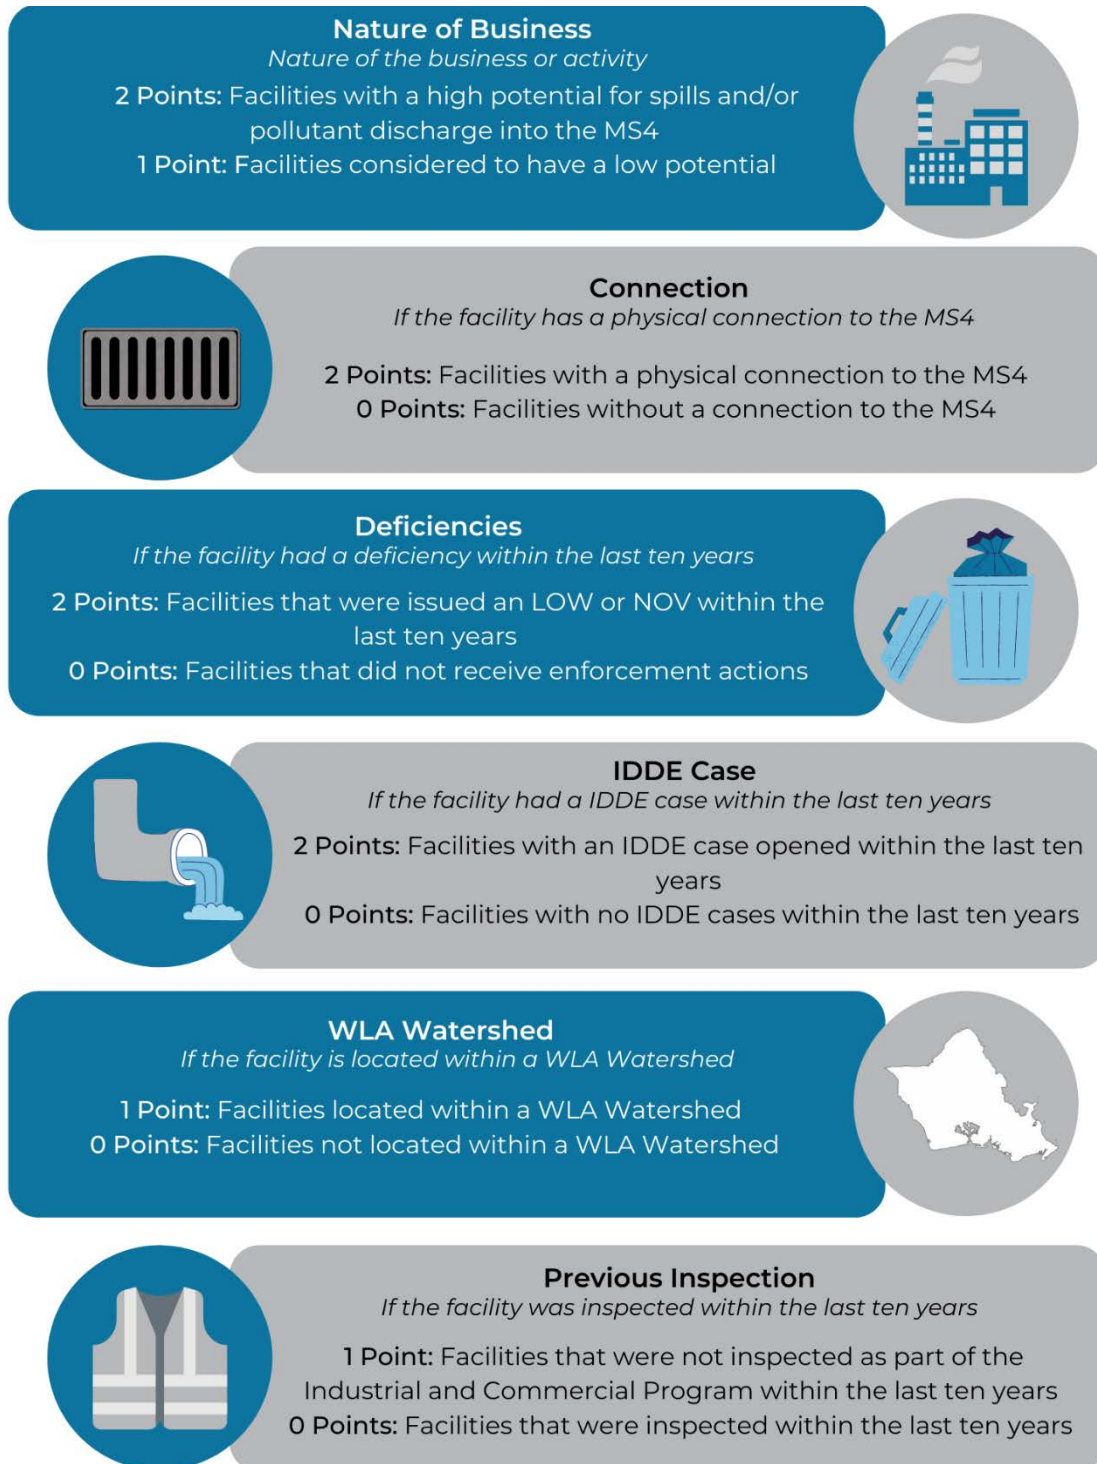 Nature of Business
Nature of the business or activity
2 Points: Facilities with a high potential for spills and/or
pollutant discharge into the MS4
1 Point: Facilities considered to have a low potential
Connection
If the facility has a physical connection to the MS4
2 Points: Facilities with a physical connection to the MS4
0 Points: Facilities without a connection to the MS4
Deficiencies
If the facility had a deficiency within the last ten years
2 Points: Facilities that were issued an LOW or NOV within the
last ten years
0 Points: Facilities that did not receive enforcement actions
IDDE Case
If the facility had a IDDE case within the last ten years
2 Points: Facilities with an IDDE case opened within the last ten
years
0 Points: Facilities with no IDDE cases within the last ten years
WLA Watershed
If the facility is located within a WLA Watershed
1 Point: Facilities located within a WLA Watershed
0 Points: Facilities not located within a WLA Watershed
Previous Inspection
If the facility was inspected within the last ten years
1 Point: Facilities that were not inspected as part of the
Industrial and Commercial Program within the last ten years
0 Points: Facilities that were inspected within the last ten years